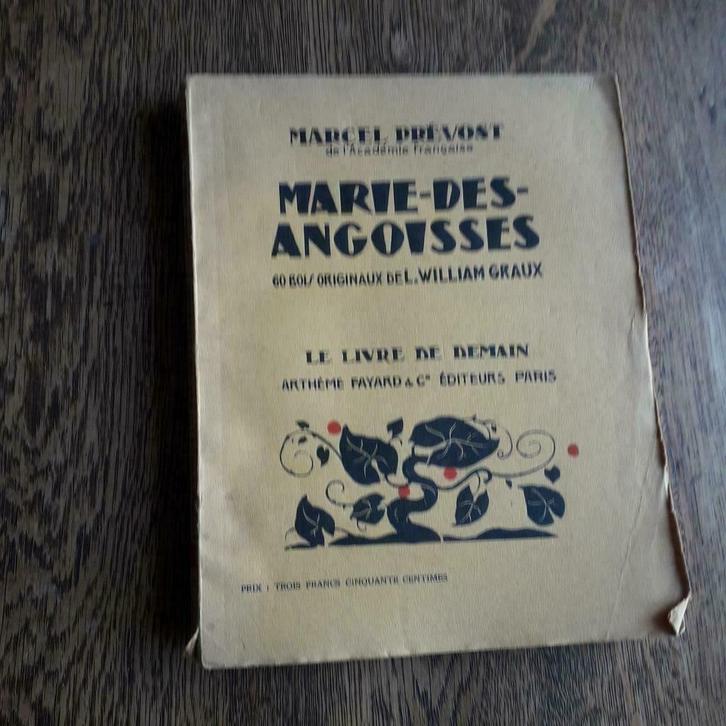 MARCEL PRÉVOST
de l'Académie française
MARIE-DES-
ANGOISSES
60 BOIS ORIGINAUX DE L. WILLIAM GRAUX
LE LIVRE DE DEMAIN
ARTHÈME FAYARD & Cie ÉDITEURS PARIS
PRIX : TROIS FRANCS CINQUANTE CENTIMES